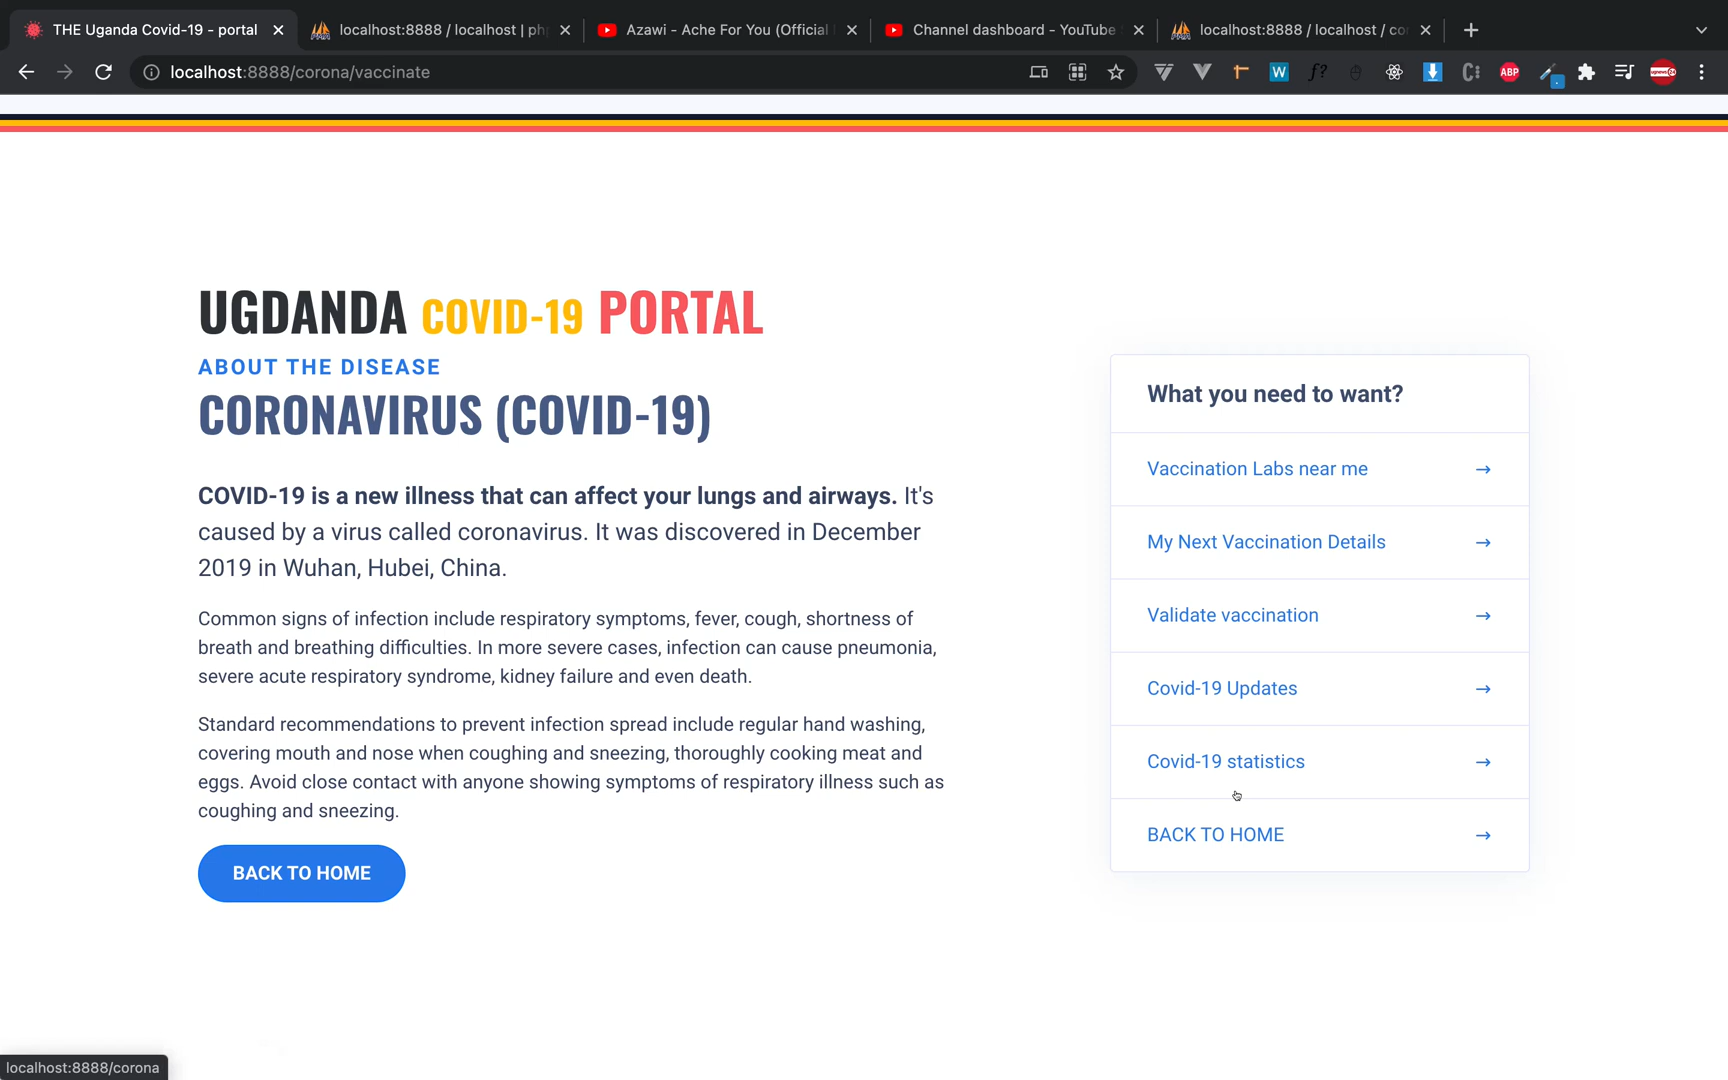 THE Uganda Covid-19 - portal
localhost:8888 / localhost | ph
Azawi - Ache For You (Official
Channel dashboard - YouTube
localhost:8888 / localhost / co
localhost:8888/corona/vaccinate
W
f?
ABP
UGDANDA COVID-19 PORTAL
ABOUT THE DISEASE
CORONAVIRUS (COVID-19)
COVID-19 is a new illness that can affect your lungs and airways. It's
caused by a virus called coronavirus. It was discovered in December
2019 in Wuhan, Hubei, China.
Common signs of infection include respiratory symptoms, fever, cough, shortness of
breath and breathing difficulties. In more severe cases, infection can cause pneumonia,
severe acute respiratory syndrome, kidney failure and even death.
Standard recommendations to prevent infection spread include regular hand washing,
covering mouth and nose when coughing and sneezing, thoroughly cooking meat and
eggs. Avoid close contact with anyone showing symptoms of respiratory illness such as
coughing and sneezing.
BACK TO HOME
What you need to want?
Vaccination Labs near me →
My Next Vaccination Details →
Validate vaccination →
Covid-19 Updates →
Covid-19 statistics →
BACK TO HOME →
localhost:8888/corona